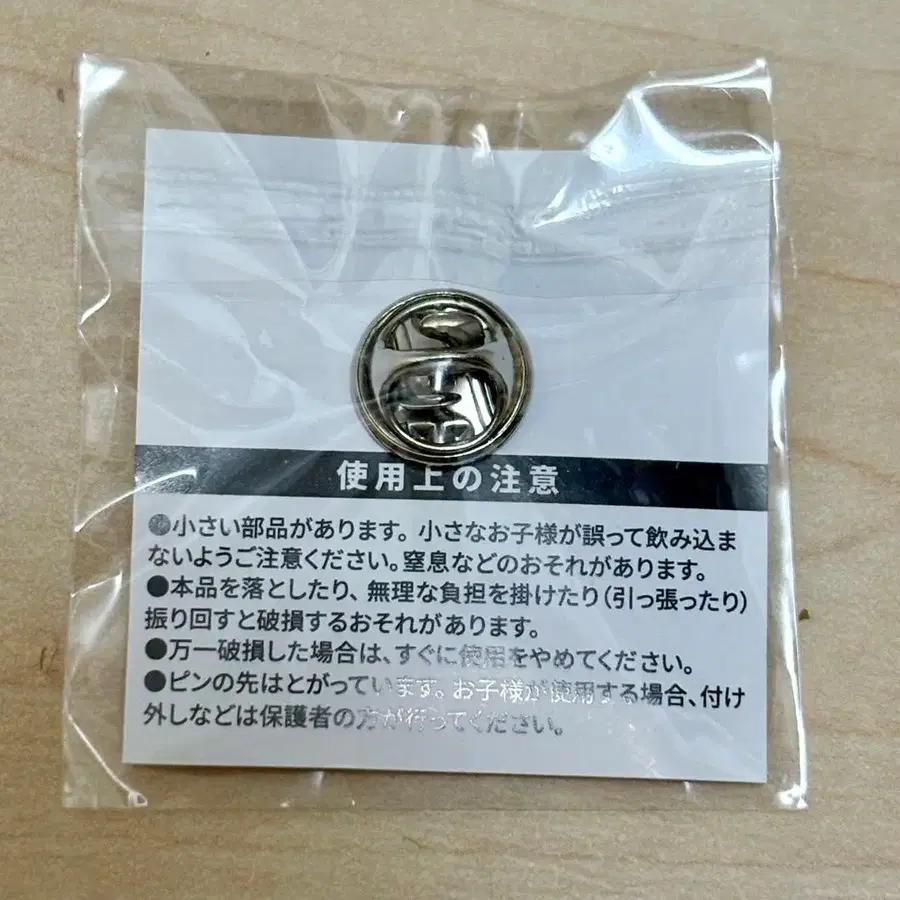 使用上の注意
●小さい部品があります。小さなお子様が誤って飲み込ま
ないようご注意ください。窒息などのおそれがあります。
●本品を落としたり、無理な負担を掛けたり(引っ張ったり)
振り回すと破損するおそれがあります。
●万一破損した場合は、すぐに使用をやめてください。
●ピンの先はとがっています。お子様が使用する場合、付け
外しなどは保護者の方が行ってください。